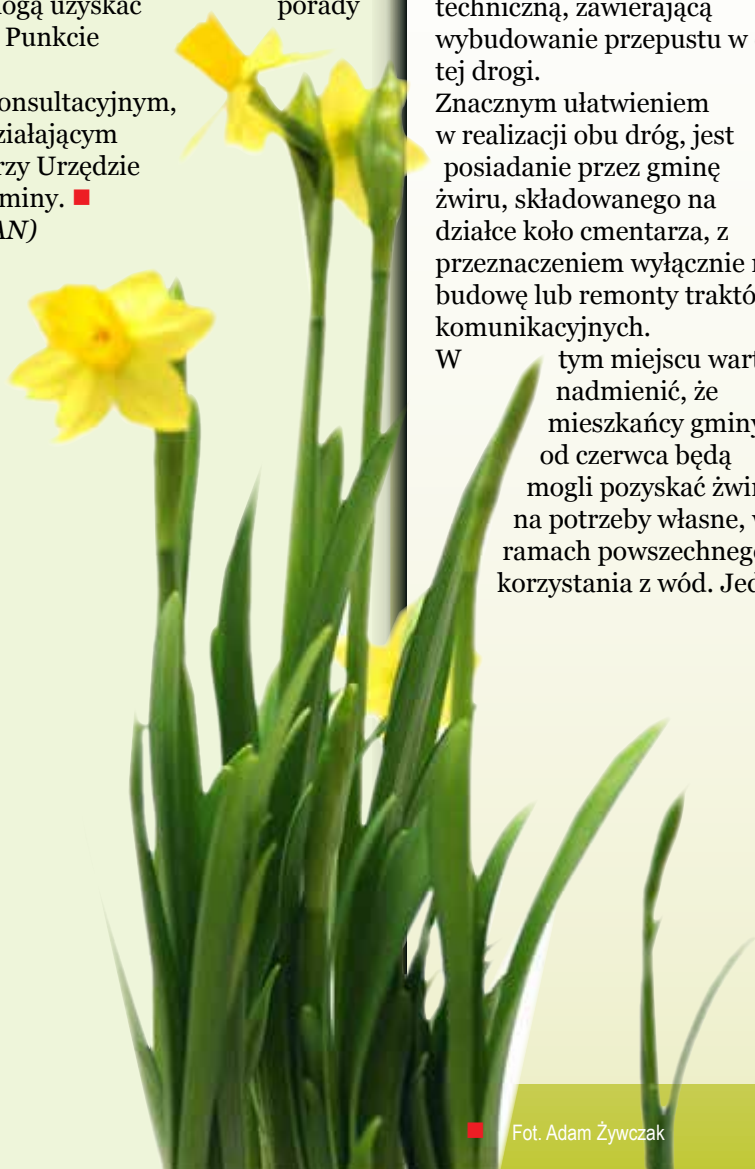 mogą uzyskać porady
Punkcie
konsultacyjnym,
działającym
przy Urzędzie
Gminy.
techniczną, zawierającą
wybudowanie przepustu w
tej drogi.
Znacznym ułatwieniem
w realizacji obu dróg, jest
posiadanie przez gminę
żwiru, składowanego na
działce koło cmentarza, z
przeznaczeniem wyłącznie
budowę lub remonty
komunikacyjnych.
W tym miejscu
nadmienić, że
mieszkańcy gminy
od czerwca będą
mogli pozyskać żwir
na potrzeby własne, w
ramach powszechnego
korzystania z wód.
Fot. Adam Żywczak